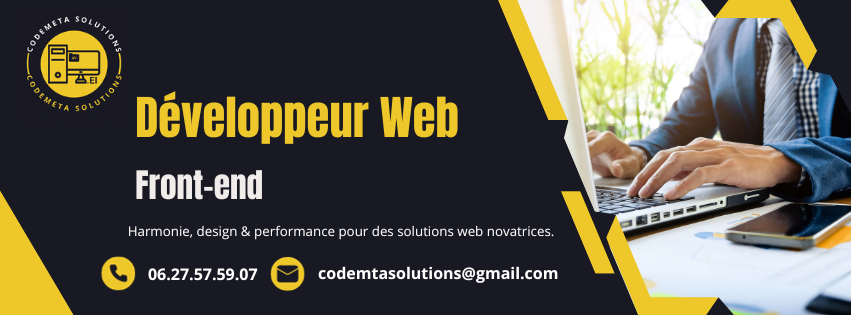 CODEMETA SOLUTIONS
EI
CODEMETA SOLUTIONS
Développeur Web
Front-end
Harmonie, design & performance pour des solutions web novatrices.
06.27.57.59.07
codemtasolutions@gmail.com